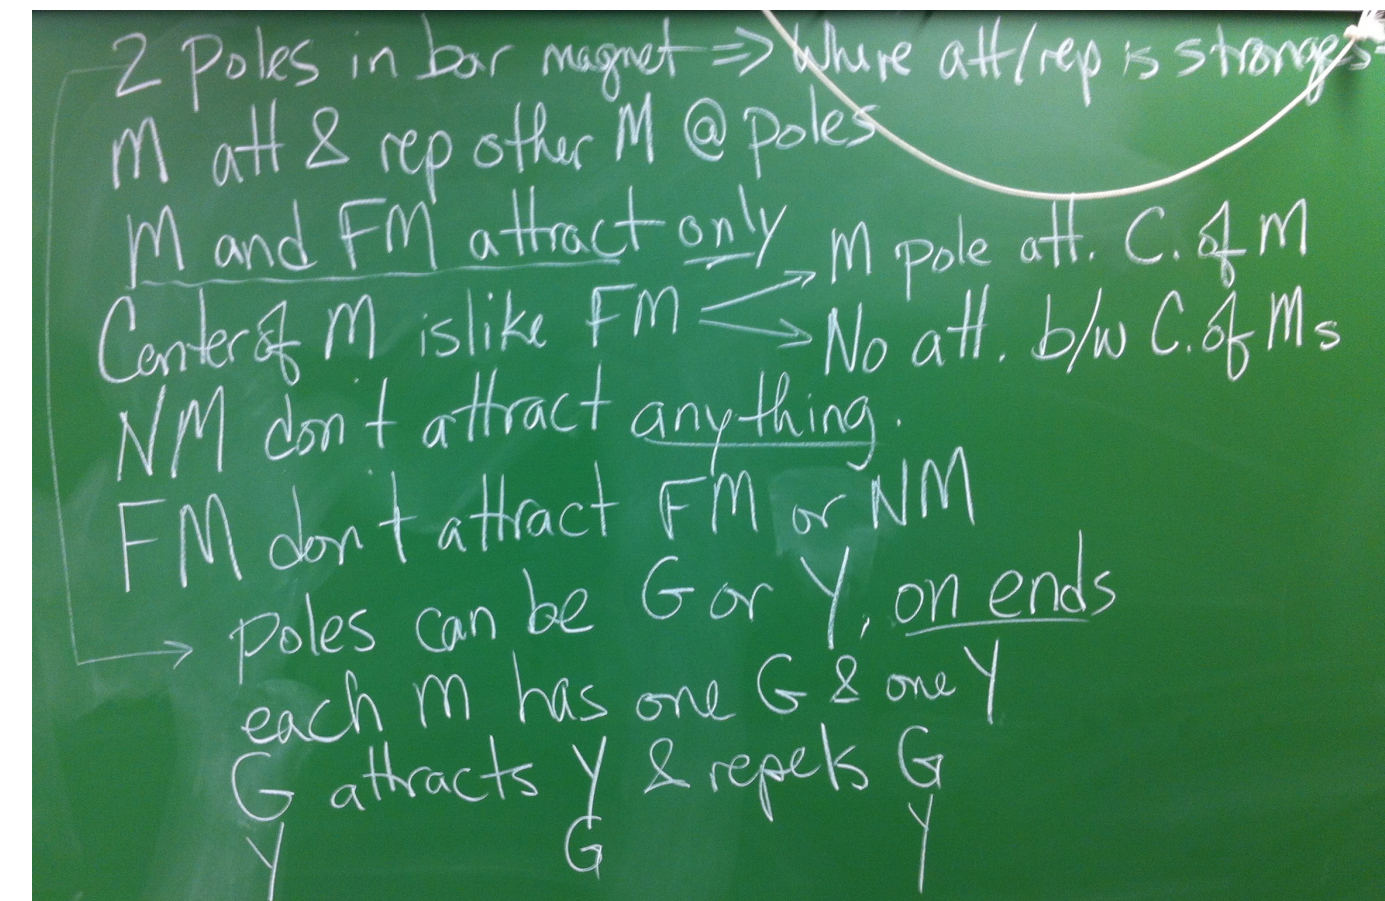 2 Poles in bar magnet => Where att/rep is stronges
M att & rep other M @ poles
M and FM attract only
Center of M is like FM
M pole att. C. of M
No att. b/w C. of Ms
NM don't attract anything.
FM don't attract FM or NM
Poles can be G or Y, on ends
each M has one G & one Y
G attracts Y & repels G
Y G Y